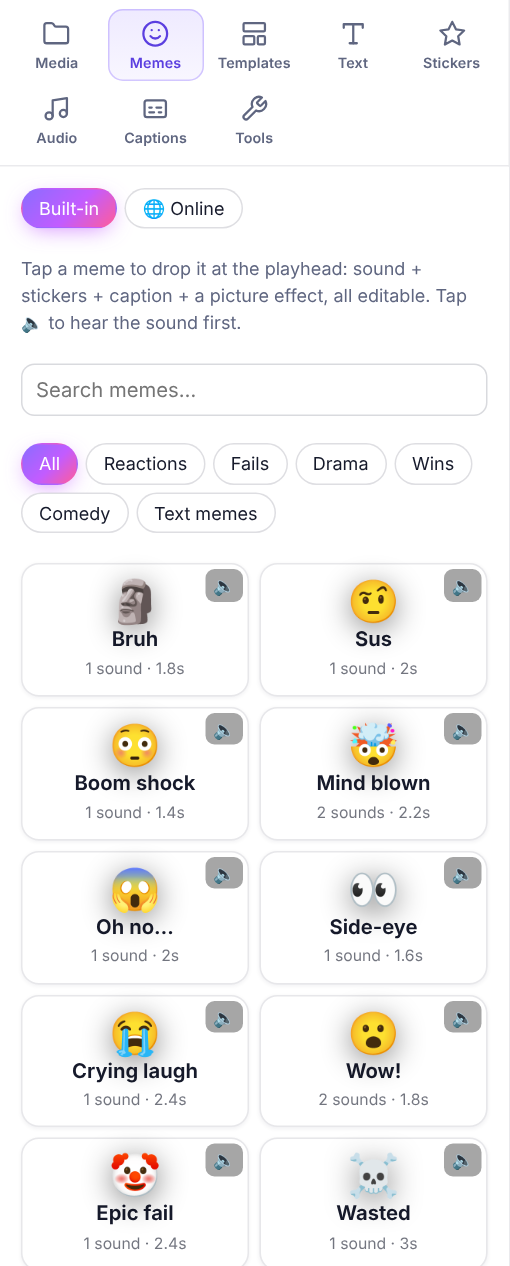 Media
Memes
Templates
Text
Stickers
Audio
Captions
Tools
Built-in
🌐 Online
Tap a meme to drop it at the playhead: sound +
stickers + caption + a picture effect, all editable. Tap
🔈 to hear the sound first.
Search memes...
All
Reactions
Fails
Drama
Wins
Comedy
Text memes
Bruh
1 sound · 1.8s
Sus
1 sound · 2s
Boom shock
1 sound · 1.4s
Mind blown
2 sounds · 2.2s
Oh no...
1 sound · 2s
Side-eye
1 sound · 1.6s
Crying laugh
1 sound · 2.4s
Wow!
2 sounds · 1.8s
Epic fail
1 sound · 2.4s
Wasted
1 sound · 3s